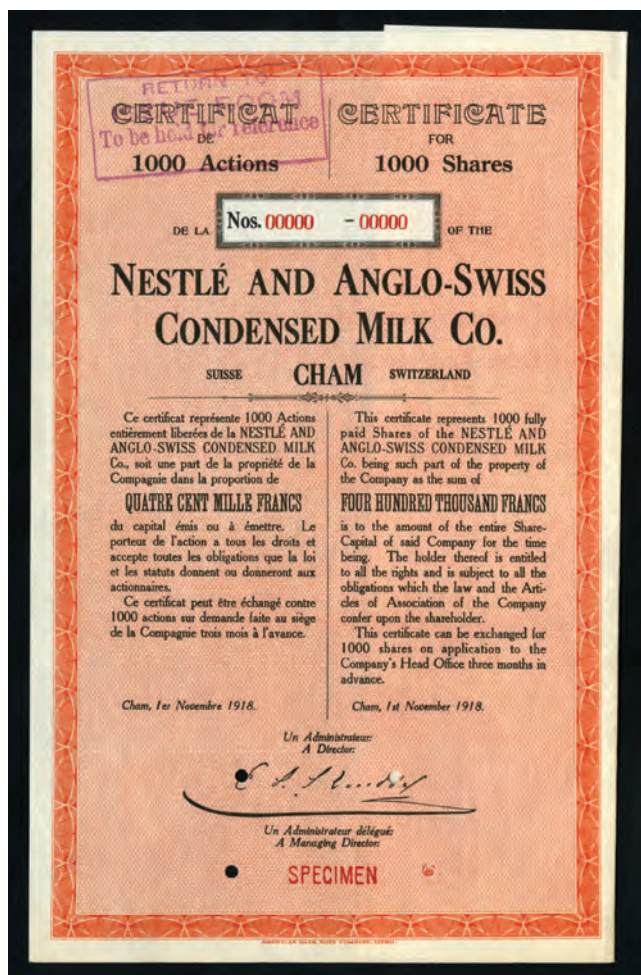 RETURN TO
To be held for reference
CERTIFICAT
DE
1000 Actions
CERTIFICATE
FOR
1000 Shares
DE LA
Nos. 00000 - 00000
OF THE
NESTLÉ AND ANGLO-SWISS
CONDENSED MILK CO.
SUISSE CHAM SWITZERLAND
Ce certificat représente 1000 Actions
entièrement liberées de la NESTLÉ AND
ANGLO-SWISS CONDENSED MILK
Co., soit une part de la propriété de la
Compagnie dans la proportion de
QUATRE CENT MILLE FRANCS
du capital émis ou à émettre. Le
porteur de l'action a tous les droits et
accepte toutes les obligations que la loi
et les statuts donnent ou donneront aux
actionnaires.
Ce certificat peut être échangé contre
1000 actions sur demande faite au siège
de la Compagnie trois mois à l'avance.
Cham, 1er Novembre 1918.
This certificate represents 1000 fully
paid Shares of the NESTLÉ AND
ANGLO-SWISS CONDENSED MILK
Co. being such part of the property of
the Company as the sum of
FOUR HUNDRED THOUSAND FRANCS
is to the amount of the entire Share-
Capital of said Company for the time
being. The holder thereof is entitled
to all the rights and is subject to all the
obligations which the law and the Arti-
cles of Association of the Company
confer upon the shareholder.
This certificate can be exchanged for
1000 shares on application to the
Company's Head Office three months in
advance.
Cham, 1st November 1918.
Un Administrateur:
A Director:
Un Administrateur délégué:
A Managing Director:
SPECIMEN
AMERICAN BANK NOTE COMPANY,